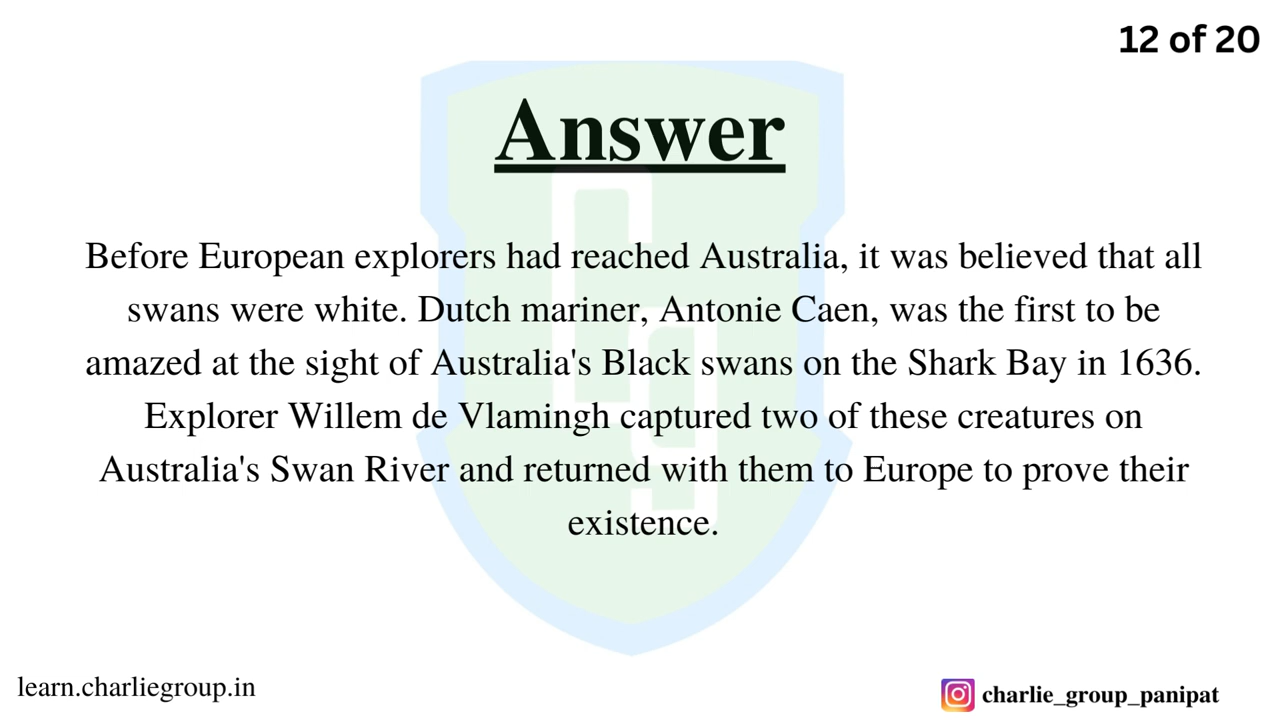 12 of 20
Answer
Before European explorers had reached Australia, it was believed that all
swans were white. Dutch mariner, Antonie Caen, was the first to be
amazed at the sight of Australia's Black swans on the Shark Bay in 1636.
Explorer Willem de Vlamingh captured two of these creatures on
Australia's Swan River and returned with them to Europe to prove their
existence.
learn.charliegroup.in
charlie_group_panipat